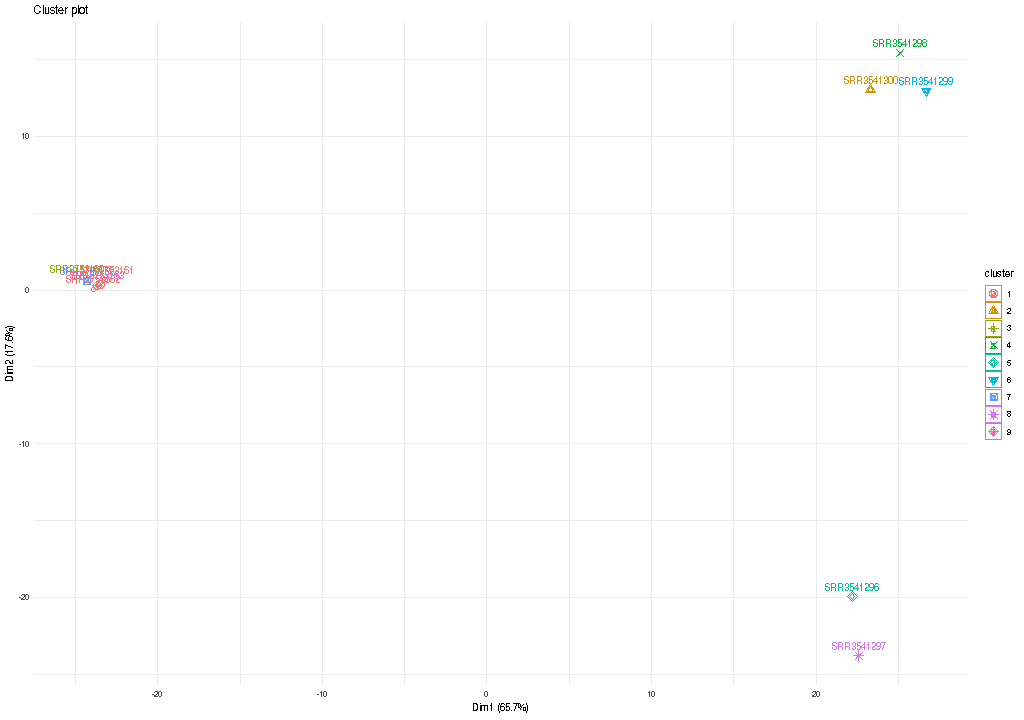 Cluster plot
SRR3541298
SRR3541300
SRR3541299
10
0
-10
-20
SRR3541296
SRR3541297
-20
-10
0
10
20
Dim1 (65.7%)
Dim2 (17.6%)
cluster
1
2
3
4
5
6
7
8
9